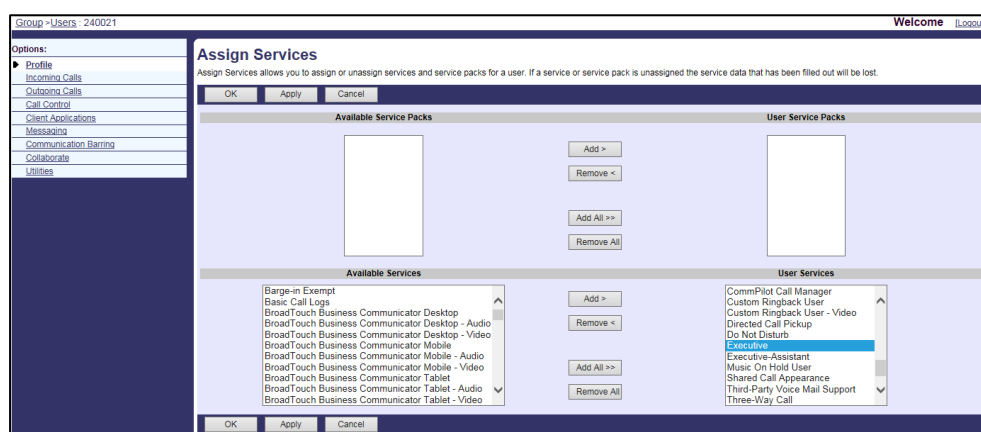 Group >Users : 240021
Welcome [Logou
Options:
Profile
Incoming Calls
Outgoing Calls
Call Control
Client Applications
Messaging
Communication Barring
Collaborate
Utilities
Assign Services
Assign Services allows you to assign or unassign services and service packs for a user. If a service or service pack is unassigned the service data that has been filled out will be lost.
OK Apply Cancel
Available Service Packs
User Service Packs
Add >
Remove <
Add All >>
Remove All
Available Services
User Services
Barge-in Exempt
Basic Call Logs
BroadTouch Business Communicator Desktop
BroadTouch Business Communicator Desktop - Audio
BroadTouch Business Communicator Desktop - Video
BroadTouch Business Communicator Mobile
BroadTouch Business Communicator Mobile - Audio
BroadTouch Business Communicator Mobile - Video
BroadTouch Business Communicator Tablet
BroadTouch Business Communicator Tablet - Audio
BroadTouch Business Communicator Tablet - Video
Add >
Remove <
Add All >>
Remove All
CommPilot Call Manager
Custom Ringback User
Custom Ringback User - Video
Directed Call Pickup
Do Not Disturb
Executive
Executive-Assistant
Music On Hold User
Shared Call Appearance
Third-Party Voice Mail Support
Three-Way Call
OK Apply Cancel